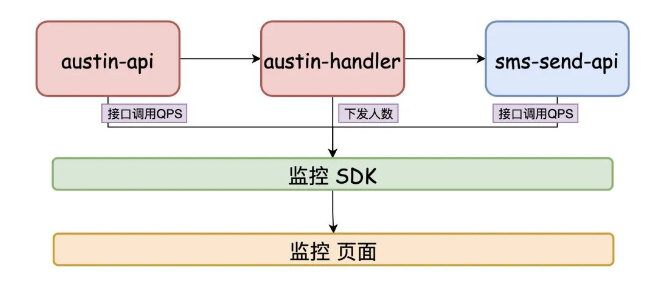 austin-api
austin-handler
sms-send-api
接口调用QPS
下发人数
接口调用QPS
监控 SDK
监控 页面